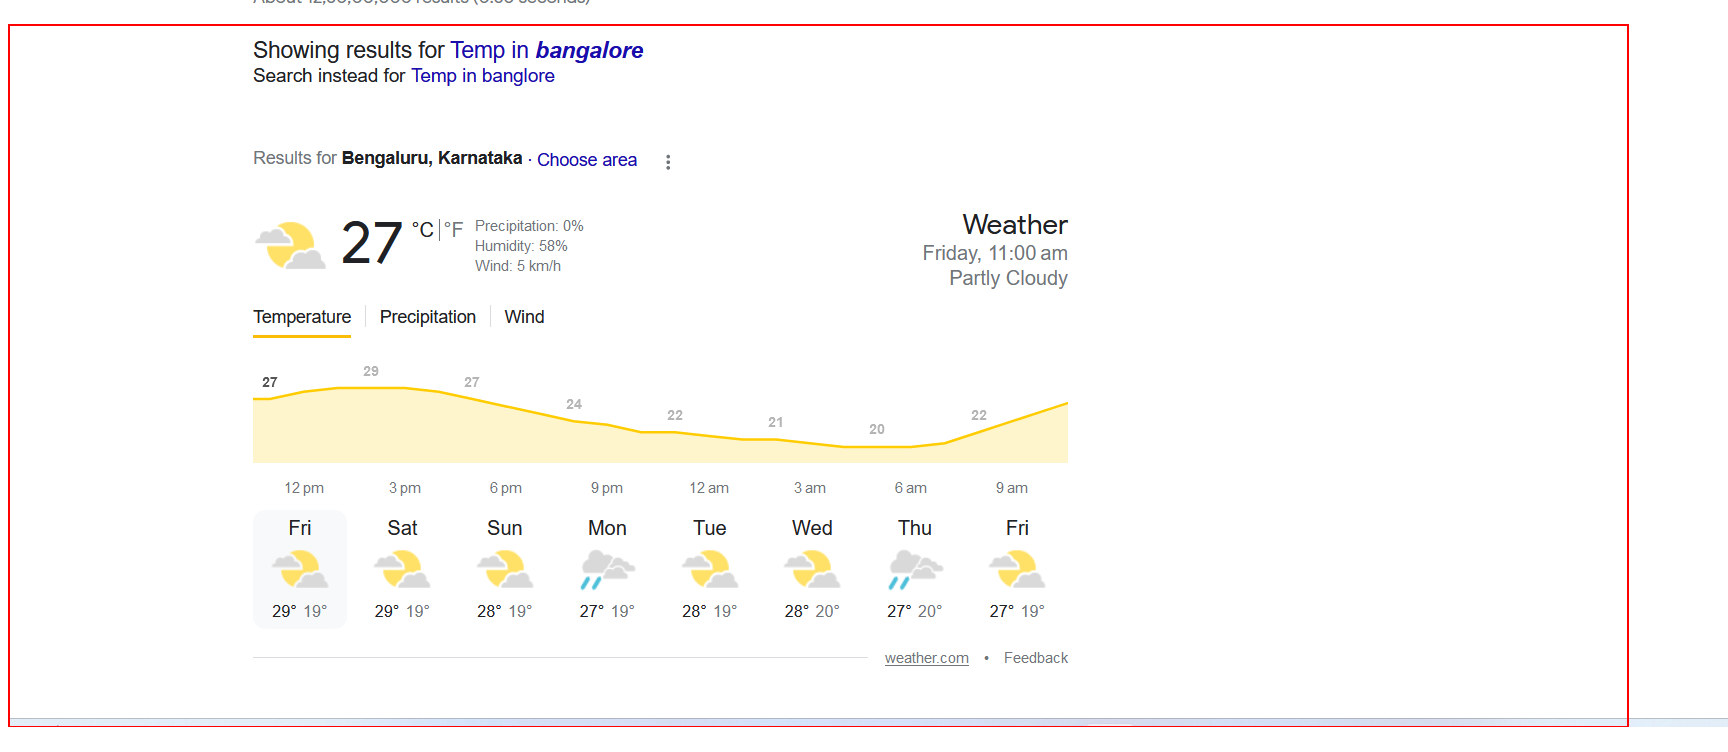 Showing results for Temp in bangalore
Search instead for Temp in banglore
Results for Bengaluru, Karnataka · Choose area
27 °C | °F
Precipitation: 0%
Humidity: 58%
Wind: 5 km/h
Weather
Friday, 11:00 am
Partly Cloudy
Temperature Precipitation Wind
27 29 27 24 22 21 20 22
12 pm 3 pm 6 pm 9 pm 12 am 3 am 6 am 9 am
Fri Sat Sun Mon Tue Wed Thu Fri
29° 19° 29° 19° 28° 19° 27° 19° 28° 19° 28° 20° 27° 20° 27° 19°
weather.com • Feedback